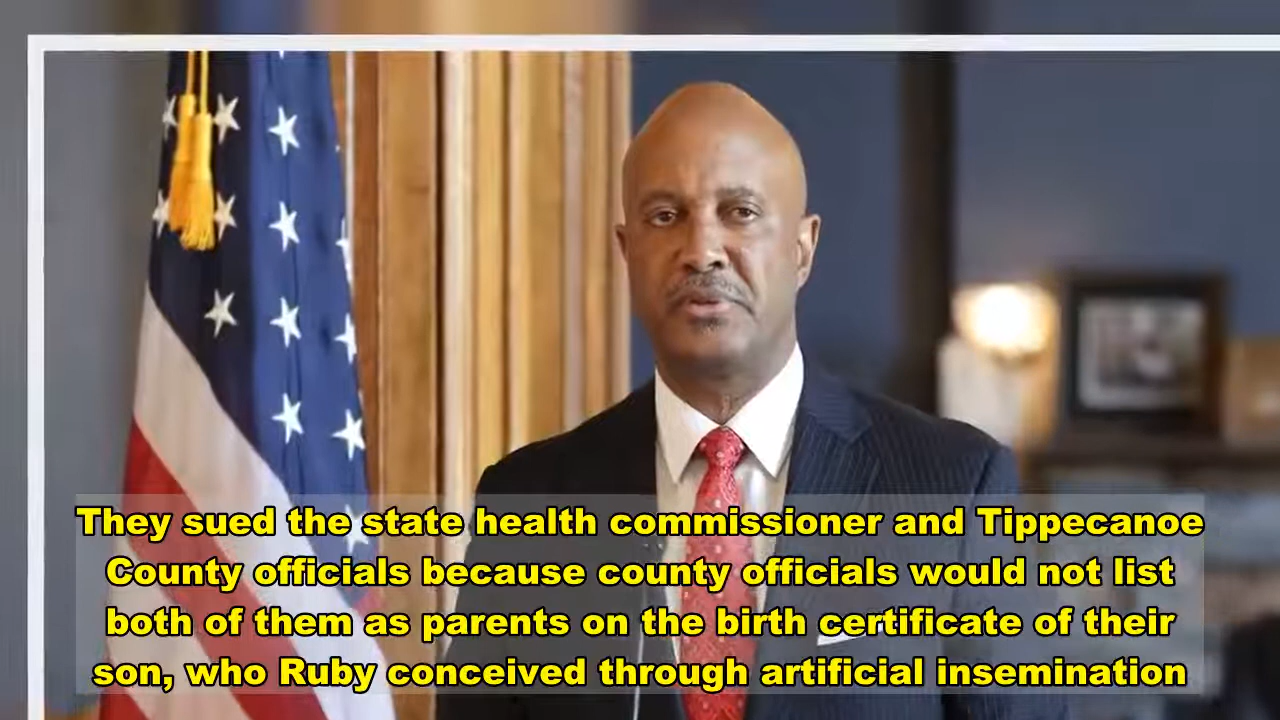 They sued the state health commissioner and Tippecanoe
County officials because county officials would not list
both of them as parents on the birth certificate of their
son, who Ruby conceived through artificial insemination